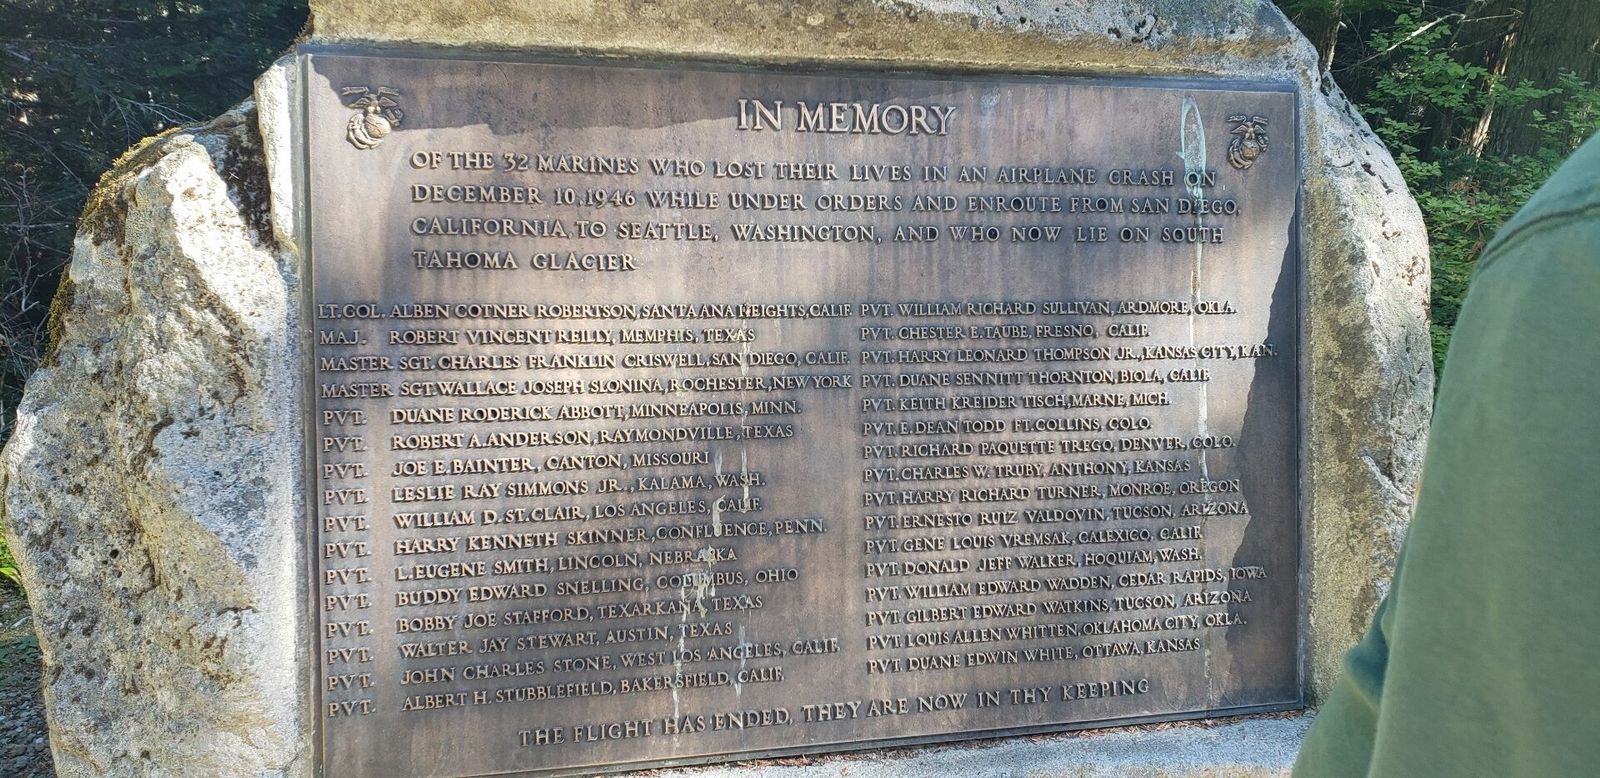 IN MEMORY
OF THE 32 MARINES WHO LOST THEIR LIVES IN AN AIRPLANE CRASH ON
DECEMBER 10, 1946 WHILE UNDER ORDERS AND ENROUTE FROM SAN DIEGO,
CALIFORNIA, TO SEATTLE, WASHINGTON, AND WHO NOW LIE ON SOUTH
TAHOMA GLACIER
LT. COL. ALBEN COTNER ROBERTSON, SANTA ANA HEIGHTS, CALIF.
MAJ. ROBERT VINCENT REILLY, MEMPHIS, TEXAS
MASTER SGT. CHARLES FRANKLIN CRISWELL, SAN DIEGO, CALIF.
MASTER SGT. WALLACE JOSEPH SLONINA, ROCHESTER, NEW YORK
PVT. DUANE RODERICK ABBOTT, MINNEAPOLIS, MINN.
PVT. ROBERT A. ANDERSON, RAYMONDVILLE, TEXAS
PVT. JOE E. BAINTER, CANTON, MISSOURI
PVT. LESLIE RAY SIMMONS JR., KALAMA, WASH.
PVT. WILLIAM D. ST. CLAIR, LOS ANGELES, CALIF.
PVT. HARRY KENNETH SKINNER, CONFLUENCE, PENN.
PVT. L. EUGENE SMITH, LINCOLN, NEBRASKA
PVT. BUDDY EDWARD SNELLING, COLUMBUS, OHIO
PVT. BOBBY JOE STAFFORD, TEXARKANA, TEXAS
PVT. WALTER JAY STEWART, AUSTIN, TEXAS
PVT. JOHN CHARLES STONE, WEST LOS ANGELES, CALIF.
PVT. ALBERT H. STUBBLEFIELD, BAKERSFIELD, CALIF.
PVT. WILLIAM RICHARD SULLIVAN, ARDMORE, OKLA.
PVT. CHESTER E. TAUBE, FRESNO, CALIF.
PVT. HARRY LEONARD THOMPSON JR., KANSAS CITY, KAN.
PVT. DUANE SENNITT THORNTON, BIOLA, CALIF.
PVT. KEITH KREIDER TISCH, MARNE, MICH.
PVT. E. DEAN TODD FT. COLLINS, COLO.
PVT. RICHARD PAQUETTE TREGO, DENVER, COLO.
PVT. CHARLES W. TRUBY, ANTHONY, KANSAS
PVT. HARRY RICHARD TURNER, MONROE, OREGON
PVT. ERNESTO RUIZ VALDOVIN, TUCSON, ARIZONA
PVT. GENE LOUIS VREMSAK, CALEXICO, CALIF.
PVT. DONALD JEFF WALKER, HOQUIAM, WASH.
PVT. WILLIAM EDWARD WADDEN, CEDAR RAPIDS, IOWA
PVT. GILBERT EDWARD WATKINS, TUCSON, ARIZONA
PVT. LOUIS ALLEN WHITTEN, OKLAHOMA CITY, OKLA.
PVT. DUANE EDWIN WHITE, OTTAWA, KANSAS
THE FLIGHT HAS ENDED, THEY ARE NOW IN THY KEEPING